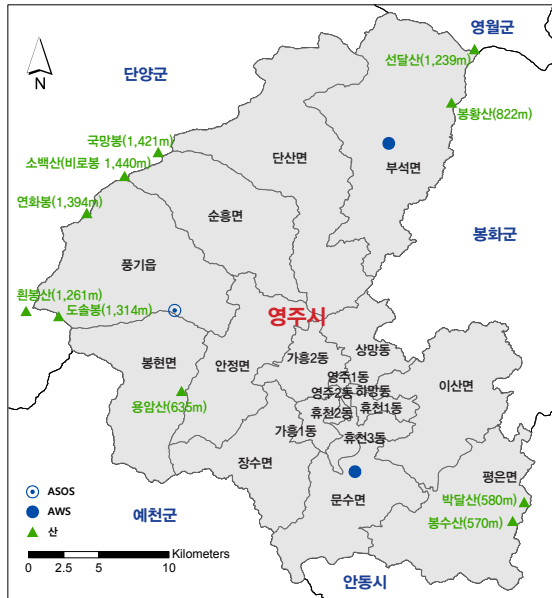 영월군
선달산(1,239m)
단양군
N
봉황산(822m)
국망봉(1,421m)
단산면
소백산(비로봉 1,440m)
부석면
연화봉(1,394m)
순흥면
봉화군
풍기읍
흰봉산(1,261m)
도솔봉(1,314m)
영주시
상망동
가흥2동
봉현면
안정면
영주1동
이산면
영주2동
하망동
용암산(635m)
휴천2동
휴천1동
가흥1동
휴천3동
장수면
평은면
ASOS
AWS
산
문수면
박달산(580m)
예천군
봉수산(570m)
Kilometers
0 2.5 5 10
안동시